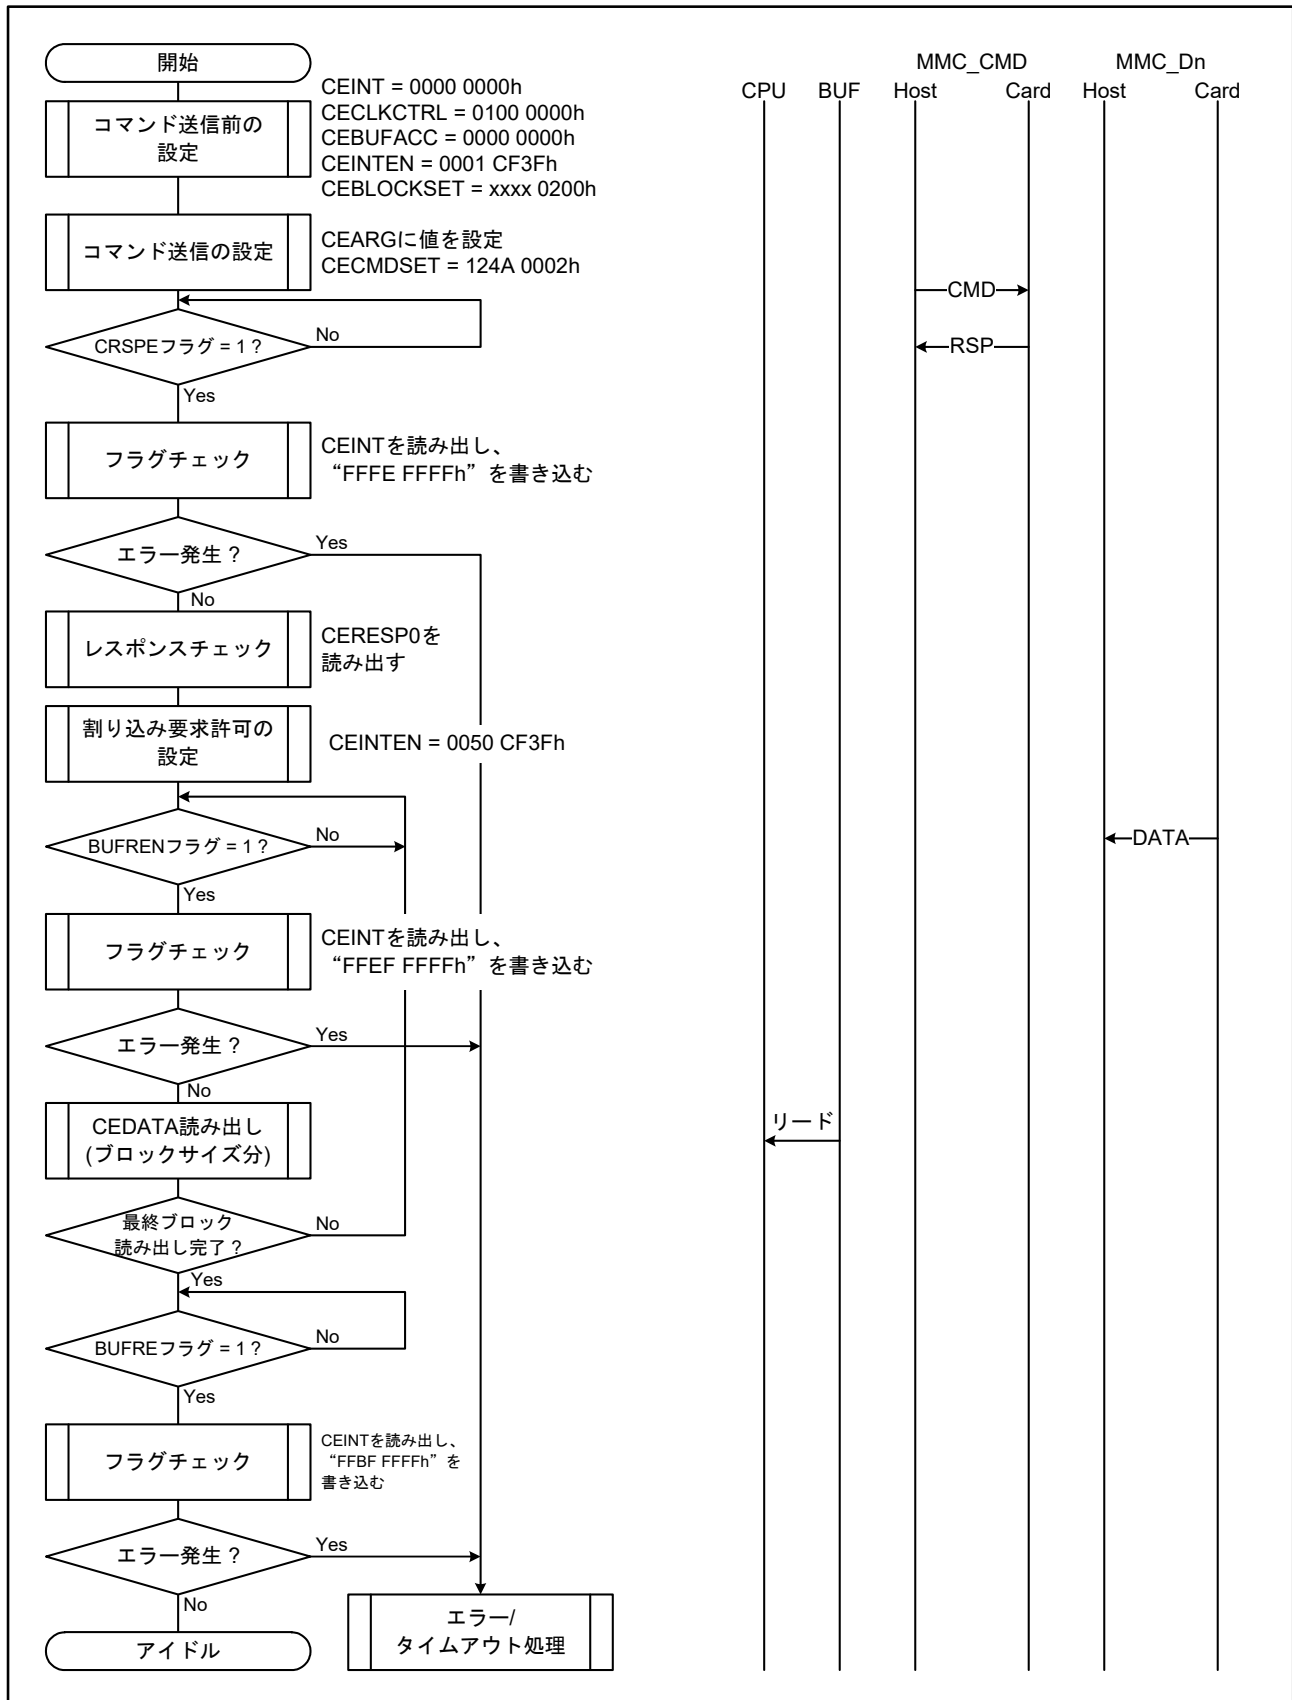 開始
CEINT = 0000 0000h
CECLKCTRL = 0100 0000h
CEBUFACC = 0000 0000h
CEINTEN = 0001 CF3Fh
CEBLOCKSET = xxxx 0200h
コマンド送信前の
設定
コマンド送信の設定
CEARGに値を設定
CECMDSET = 124A 0002h
CRSPEフラグ = 1 ?
No
Yes
フラグチェック
CEINTを読み出し、
“FFFE FFFFh”を書き込む
エラー発生 ?
Yes
No
レスポンスチェック
CERESP0を
読み出す
割り込み要求許可の
設定
CEINTEN = 0050 CF3Fh
BUFRENフラグ = 1 ?
No
Yes
フラグチェック
CEINTを読み出し、
“FFEF FFFFh”を書き込む
エラー発生 ?
Yes
No
CEDATA読み出し
(ブロックサイズ分)
最終ブロック
読み出し完了 ?
No
Yes
BUFREフラグ = 1 ?
No
Yes
フラグチェック
CEINTを読み出し、
“FFBF FFFFh”を
書き込む
エラー発生 ?
Yes
No
アイドル
エラー/
タイムアウト処理
MMC_CMD
MMC_Dn
CPU
BUF
Host
Card
Host
Card
CMD
RSP
DATA
リード